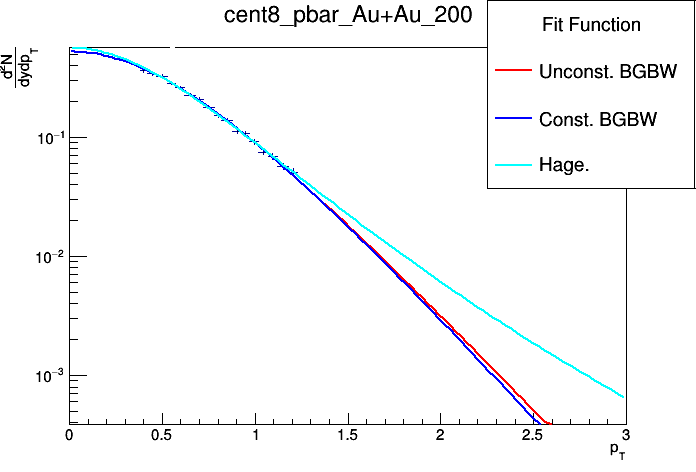 cent8_pbar_Au+Au_200
d²N
dydp_T
Fit Function
Unconst. BGBW
Const. BGBW
Hage.
10⁻¹
10⁻²
10⁻³
0 0.5 1 1.5 2 2.5 3
p_T